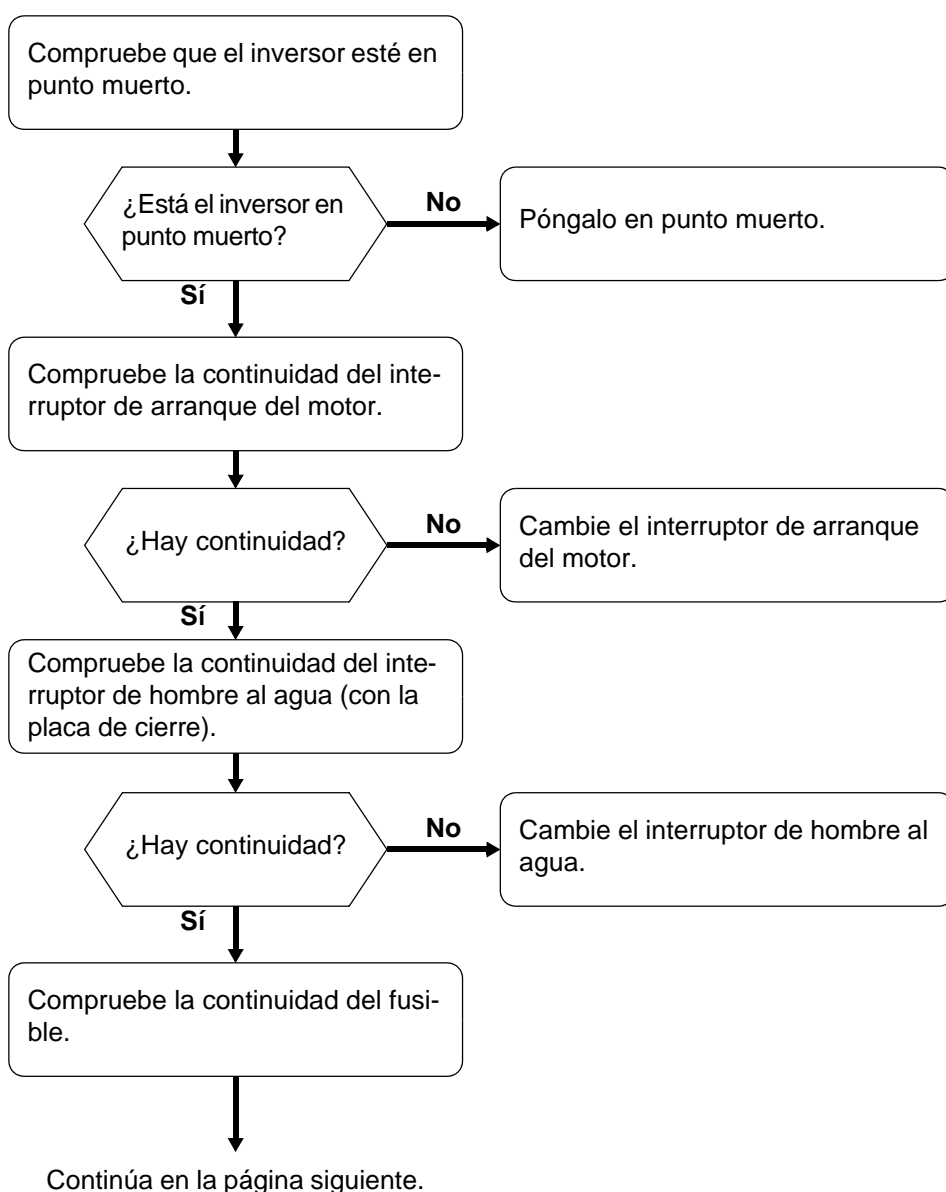 Compruebe que el inversor esté en
punto muerto.
¿Está el inversor en
punto muerto?
No
Póngalo en punto muerto.
Sí
Compruebe la continuidad del inte-
rruptor de arranque del motor.
¿Hay continuidad?
No
Cambie el interruptor de arranque
del motor.
Sí
Compruebe la continuidad del inte-
rruptor de hombre al agua (con la
placa de cierre).
¿Hay continuidad?
No
Cambie el interruptor de hombre al
agua.
Sí
Compruebe la continuidad del fusi-
ble.
Continúa en la página siguiente.